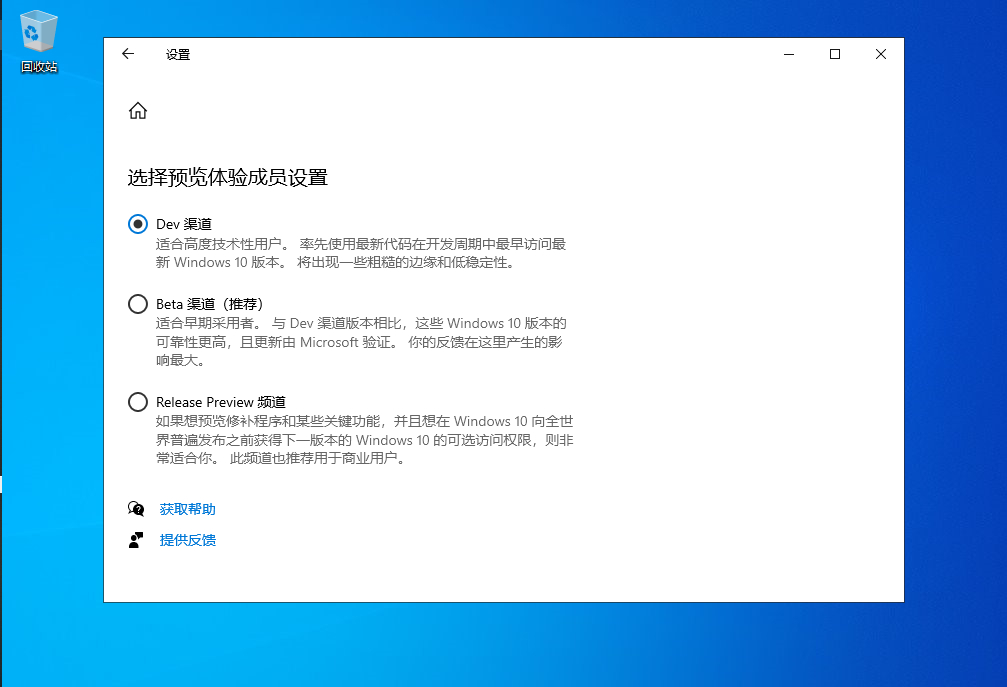 回收站
设置
选择预览体验成员设置
Dev 渠道
适合高度技术性用户。 率先使用最新代码在开发周期中最早访问最
新 Windows 10 版本。 将出现一些粗糙的边缘和低稳定性。
Beta 渠道（推荐）
适合早期采用者。 与 Dev 渠道版本相比，这些 Windows 10 版本的
可靠性更高，且更新由 Microsoft 验证。 你的反馈在这里产生的影
响最大。
Release Preview 频道
如果想预览修补程序和某些关键功能，并且想在 Windows 10 向全世
界普遍发布之前获得下一版本的 Windows 10 的可选访问权限，则非
常适合你。 此频道也推荐用于商业用户。
获取帮助
提供反馈